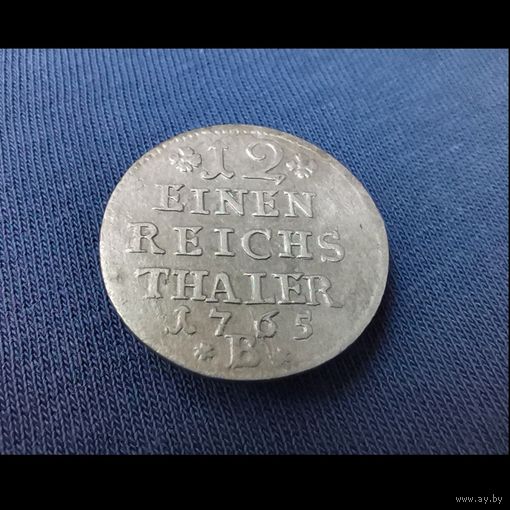 *12*
EINEN
REICHS
THALER
1765
*B*
www.ay.by